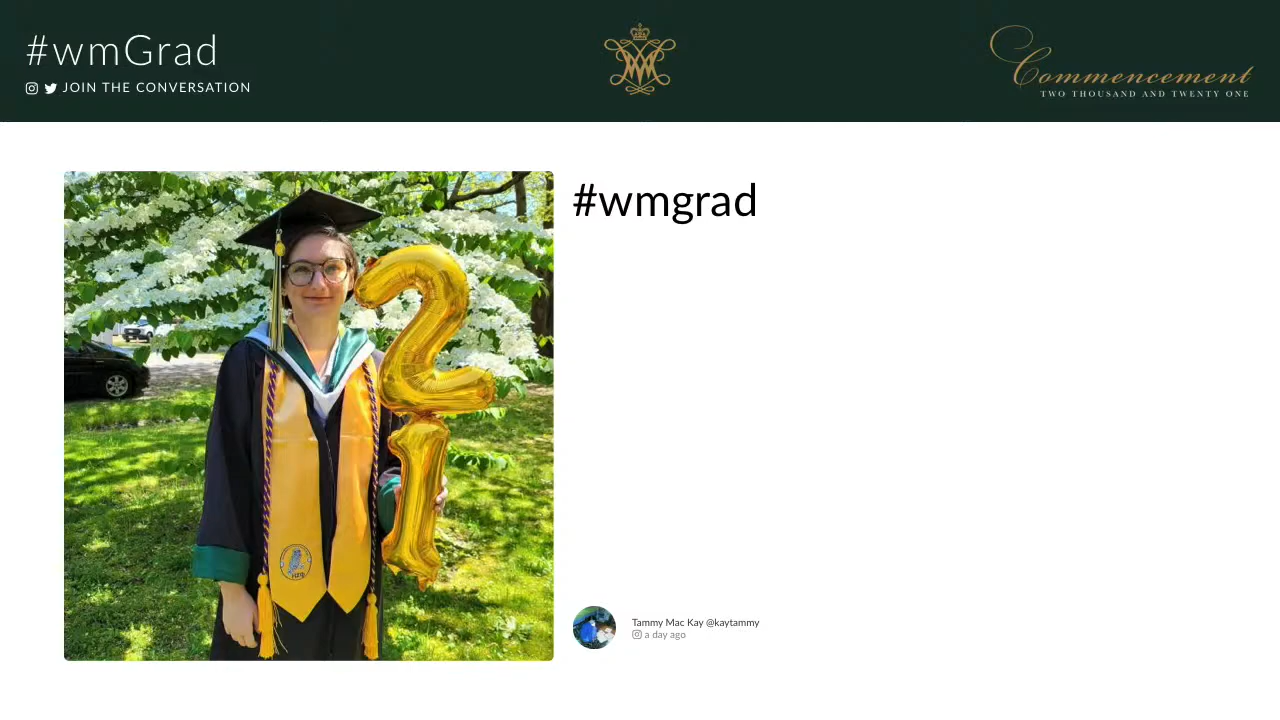 #wmGrad
JOIN THE CONVERSATION
Commencement
TWO THOUSAND AND TWENTY ONE
#wmgrad
21
Tammy Mac Kay @kaytammy
a day ago